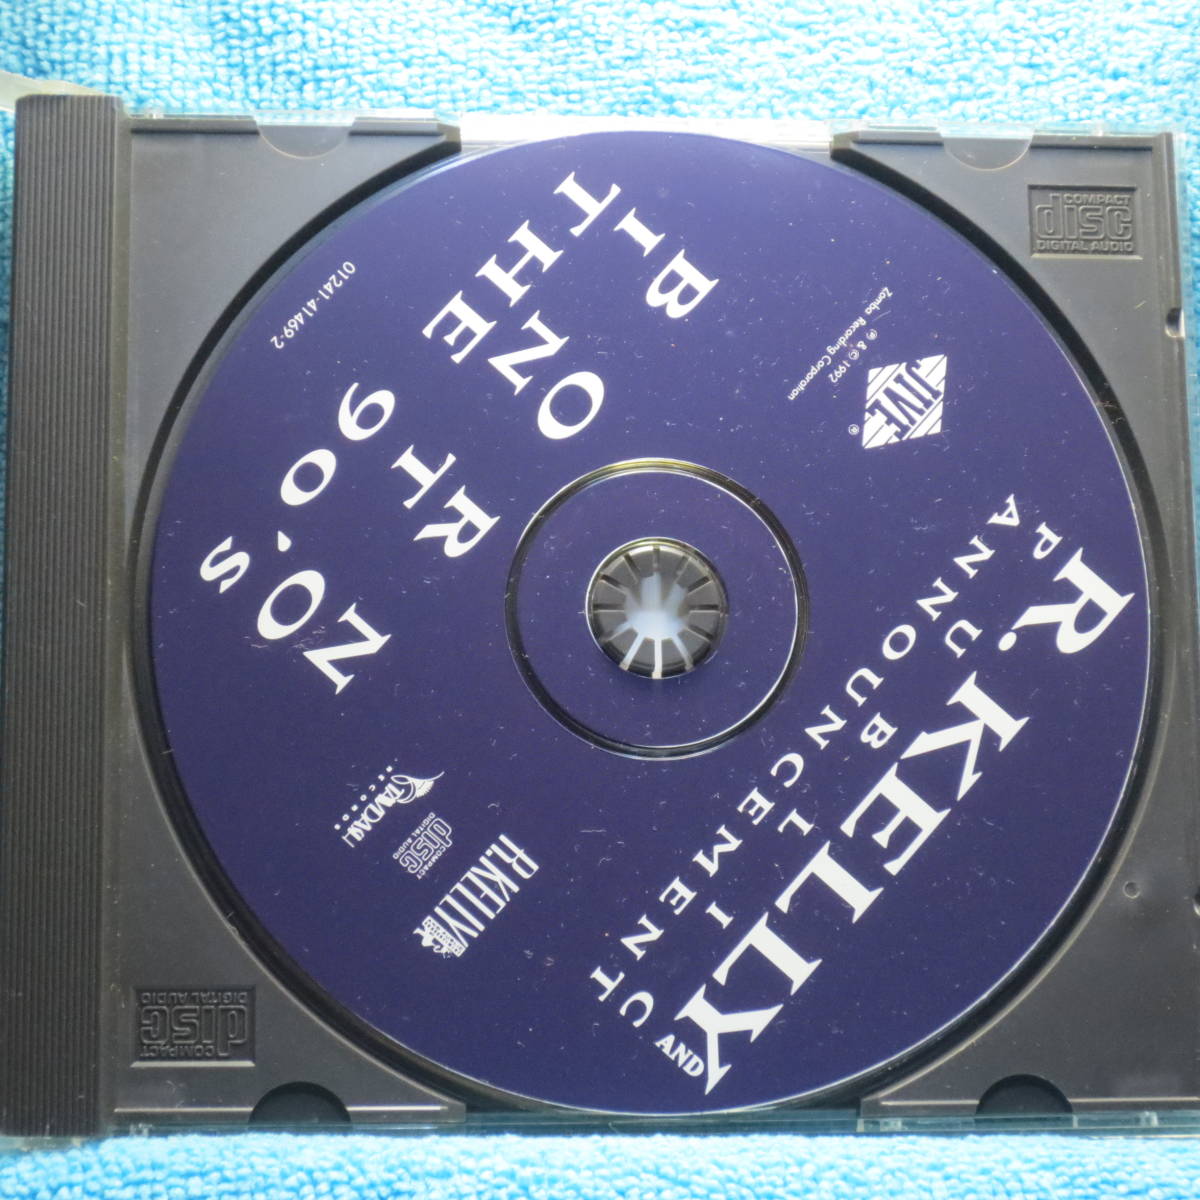 R. KELLY AND
PUBLIC
ANNOUNCEMENT
BORN INTO
THE 90'S
JIVE
®
℗ & © 1992
Zomba Recording Corporation
01241-41469-2
R.KELLY
COMPACT
disc
DIGITAL AUDIO
RECORDS
COMPACT
disc
DIGITAL AUDIO
COMPACT
disc
DIGITAL AUDIO